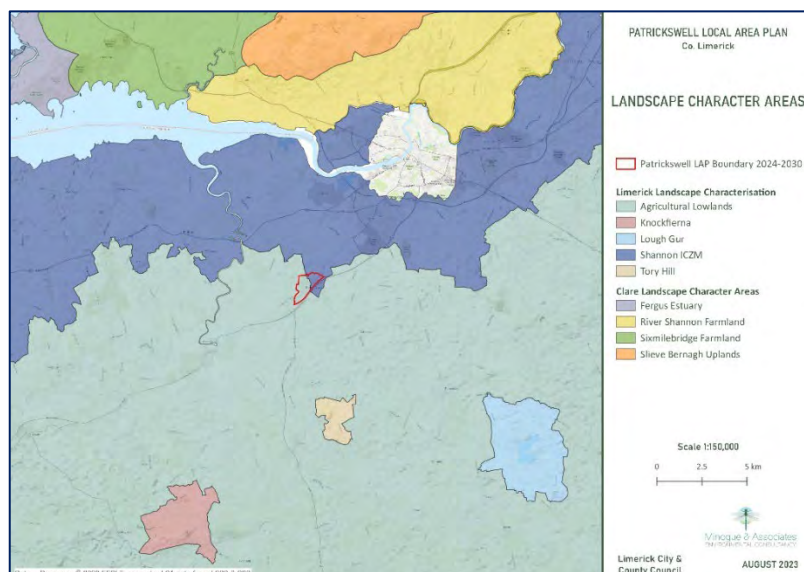 PATRICKSWELL LOCAL AREA PLAN
Co. Limerick
LANDSCAPE CHARACTER AREAS
Patrickswell LAP Boundary 2024-2030
Limerick Landscape Characterisation
Agricultural Lowlands
Knockfierna
Lough Gur
Shannon ICZM
Tory Hill
Clare Landscape Character Areas
Fergus Estuary
River Shannon Farmland
Sixmilebridge Farmland
Slieve Bernagh Uplands
Scale 1:150,000
0 2.5 5 km
Minogue & Associates
ENVIRONMENTAL CONSULTANCY
Limerick City &
County Council
AUGUST 2023